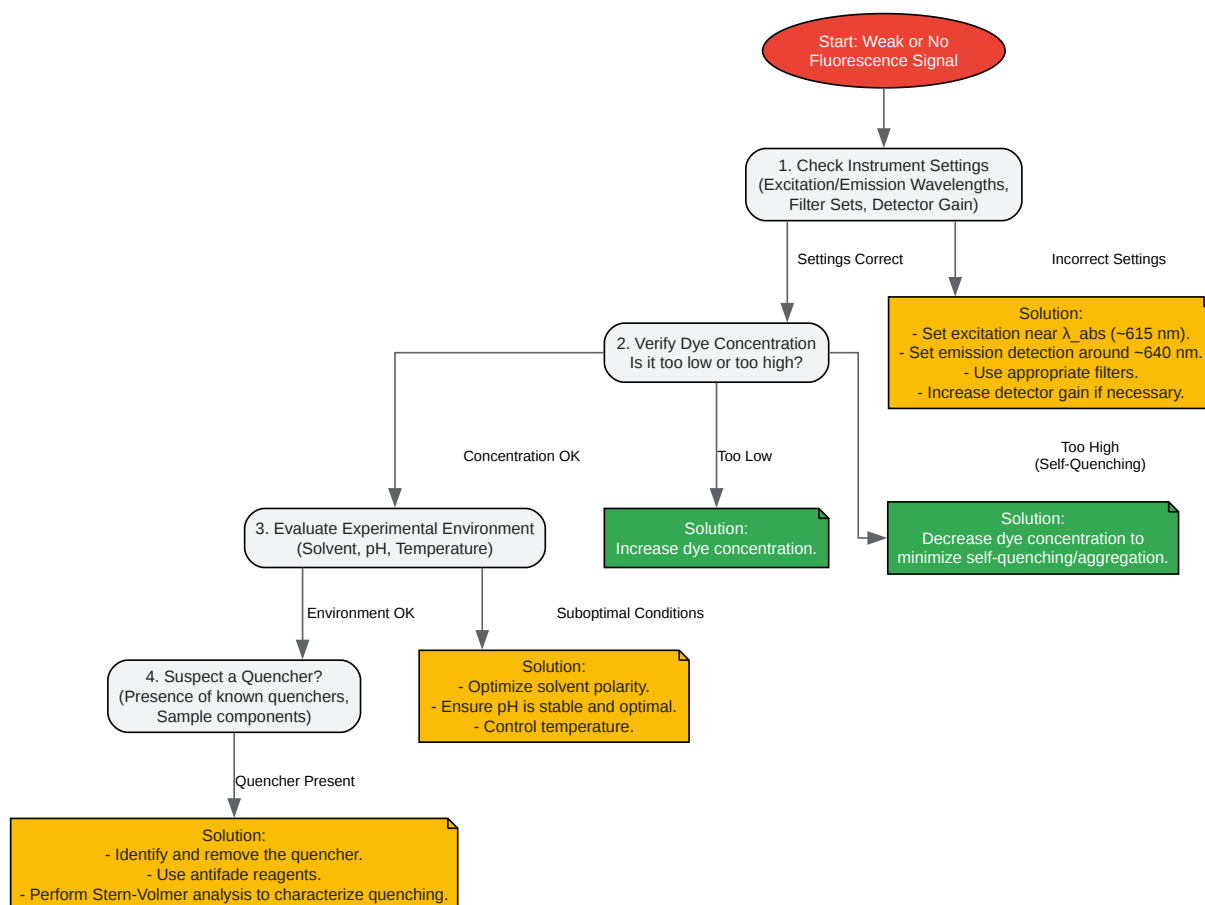 Start: Weak or No
Fluorescence Signal
1. Check Instrument Settings
(Excitation/Emission Wavelengths,
Filter Sets, Detector Gain)
Settings Correct
Incorrect Settings
Solution:
- Set excitation near λ_abs (~615 nm).
- Set emission detection around ~640 nm.
- Use appropriate filters.
- Increase detector gain if necessary.
2. Verify Dye Concentration
Is it too low or too high?
Concentration OK
Too Low
Too High
(Self-Quenching)
3. Evaluate Experimental Environment
(Solvent, pH, Temperature)
Solution:
Increase dye concentration.
Solution:
Decrease dye concentration to
minimize self-quenching/aggregation.
Environment OK
Suboptimal Conditions
4. Suspect a Quencher?
(Presence of known quenchers,
Sample components)
Solution:
- Optimize solvent polarity.
- Ensure pH is stable and optimal.
- Control temperature.
Quencher Present
Solution:
- Identify and remove the quencher.
- Use antifade reagents.
- Perform Stern-Volmer analysis to characterize quenching.